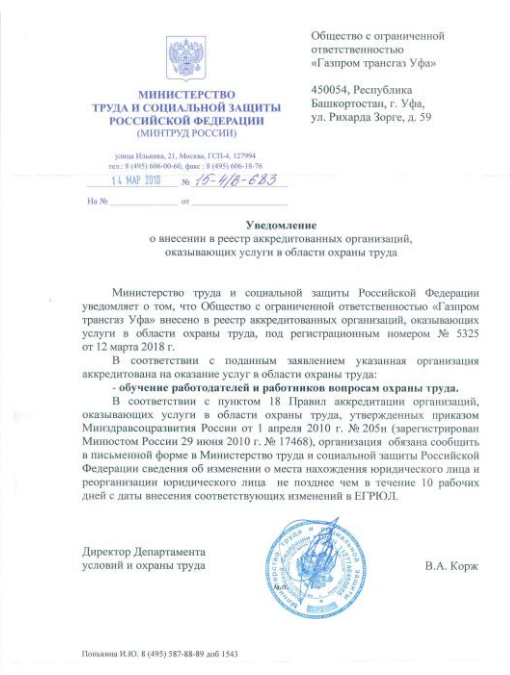 Общество с ограниченной
ответственностью
«Газпром трансгаз Уфа»
450054, Республика
Башкортостан, г. Уфа,
ул. Рихарда Зорге, д. 59
МИНИСТЕРСТВО
ТРУДА И СОЦИАЛЬНОЙ ЗАЩИТЫ
РОССИЙСКОЙ ФЕДЕРАЦИИ
(МИНТРУД РОССИИ)
улица Ильинка, 21, Москва, ГСП-4, 127994
тел.: 8 (495) 606-00-60, факс : 8 (495) 606-18-76
14 МАР 2018 № 15-4/В-683
На № от
Уведомление
о внесении в реестр аккредитованных организаций,
оказывающих услуги в области охраны труда
Министерство труда и социальной защиты Российской Федерации
уведомляет о том, что Общество с ограниченной ответственностью «Газпром
трансгаз Уфа» внесено в реестр аккредитованных организаций, оказывающих
услуги в области охраны труда, под регистрационным номером № 5325
от 12 марта 2018 г.
В соответствии с поданным заявлением указанная организация
аккредитована на оказание услуг в области охраны труда:
- обучение работодателей и работников вопросам охраны труда.
В соответствии с пунктом 18 Правил аккредитации организаций,
оказывающих услуги в области охраны труда, утвержденных приказом
Минздравсоцразвития России от 1 апреля 2010 г. № 205н (зарегистрирован
Минюстом России 29 июня 2010 г. № 17468), организация обязана сообщить
в письменной форме в Министерство труда и социальной защиты Российской
Федерации сведения об изменении о места нахождения юридического лица и
реорганизации юридического лица не позднее чем в течение 10 рабочих
дней с даты внесения соответствующих изменений в ЕГРЮЛ.
Директор Департамента
условий и охраны труда
В.А. Корж
м.п.
Министерство труда и социальной защиты
Понькина И.Ю. 8 (495) 587-88-89 доб 1543